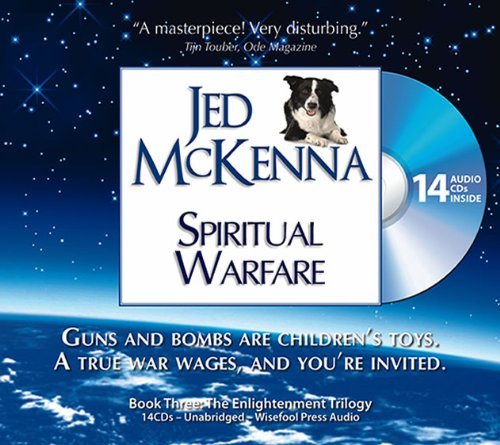 “A masterpiece! Very disturbing.”
Tijn Touber, Ode Magazine
JED
MCKENNA
14 AUDIO
CDs
INSIDE
SPIRITUAL
WARFARE
GUNS AND BOMBS ARE CHILDREN’S TOYS.
A TRUE WAR WAGES, AND YOU’RE INVITED.
Book Three: The Enlightenment Trilogy
14CDs – Unabridged – Wisefool Press Audio